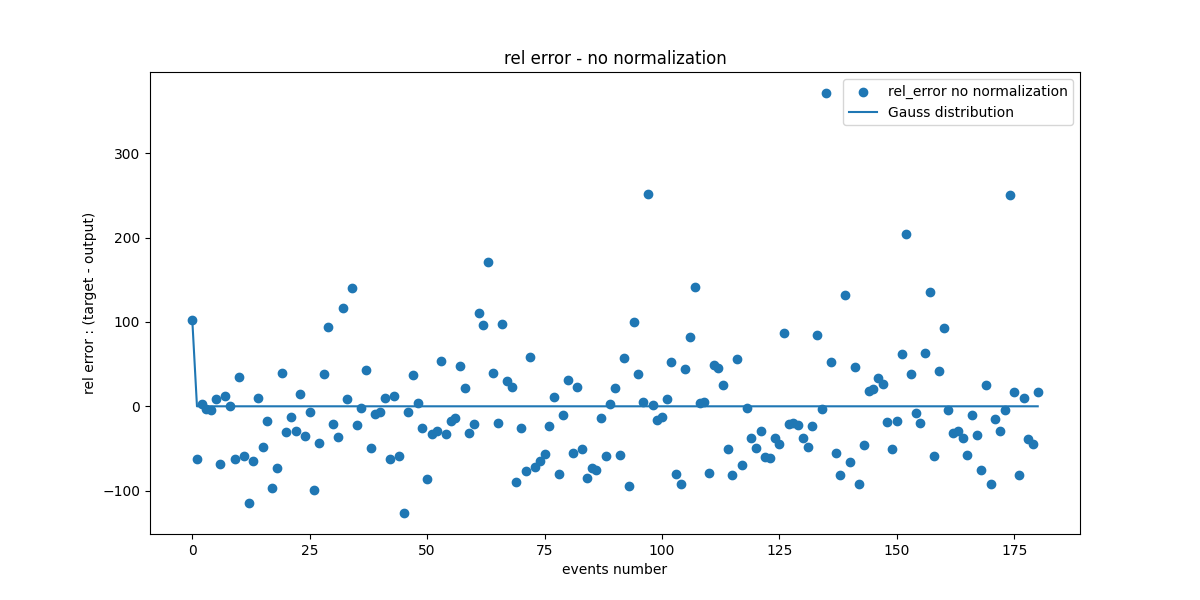 rel error - no normalization
rel_error no normalization
Gauss distribution
rel error : (target - output)
300
200
100
0
−100
0
25
50
75
100
125
150
175
events number